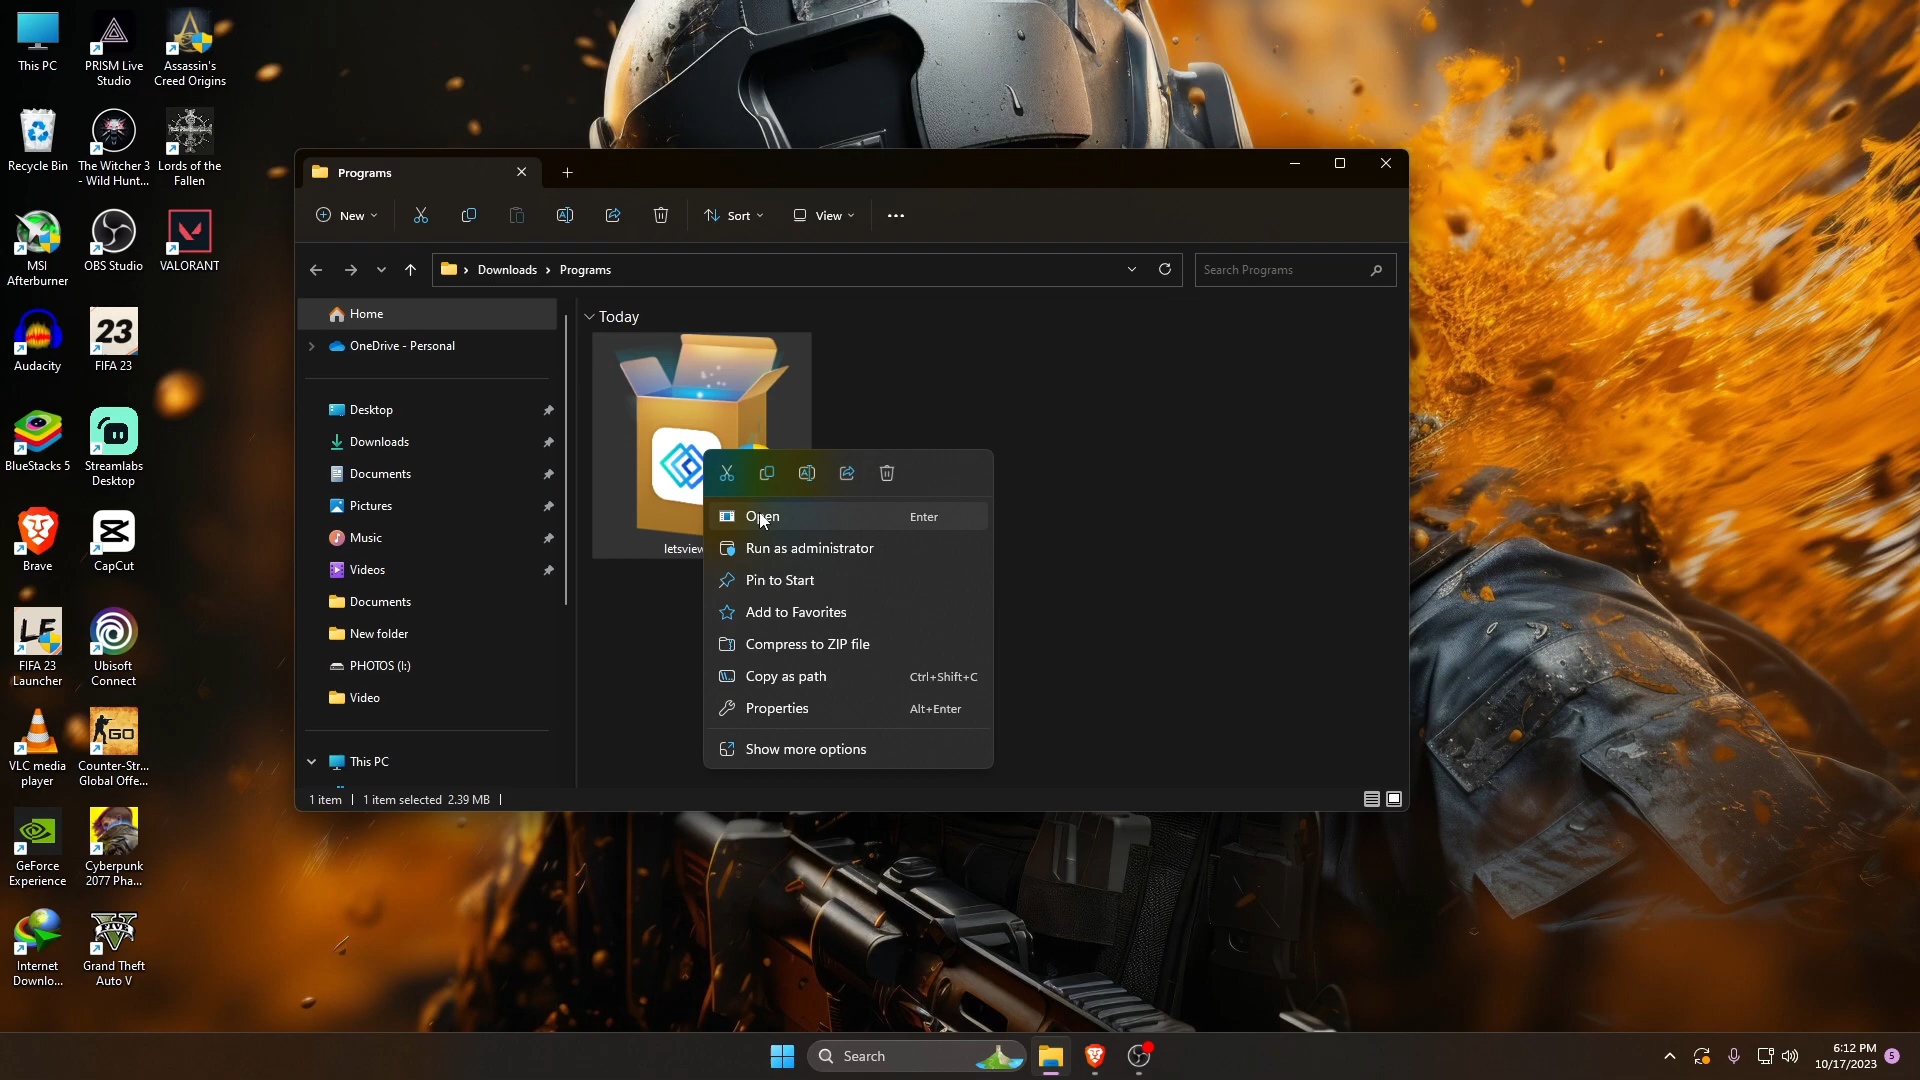 This PC
PRISM Live
Studio
Assassin's
Creed Origins
Recycle Bin
The Witcher 3
- Wild Hunt...
Lords of the
Fallen
MSI
Afterburner
OBS Studio
VALORANT
Audacity
23
FIFA 23
BlueStacks 5
Streamlabs
Desktop
Brave
CapCut
LE
FIFA 23
Launcher
Ubisoft
Connect
VLC media
player
GO
Counter-Str...
Global Offe...
GeForce
Experience
Cyberpunk
2077 Pha...
Internet
Downlo...
FIVE
Grand Theft
Auto V
Programs
New
Sort
View
Downloads
Programs
Search Programs
Home
OneDrive - Personal
Desktop
Downloads
Documents
Pictures
Music
Videos
Documents
New folder
PHOTOS (I:)
Video
This PC
Today
letsview
Open Enter
Run as administrator
Pin to Start
Add to Favorites
Compress to ZIP file
Copy as path Ctrl+Shift+C
Properties Alt+Enter
Show more options
1 item
1 item selected 2.39 MB
Search
6:12 PM
10/17/2023
5